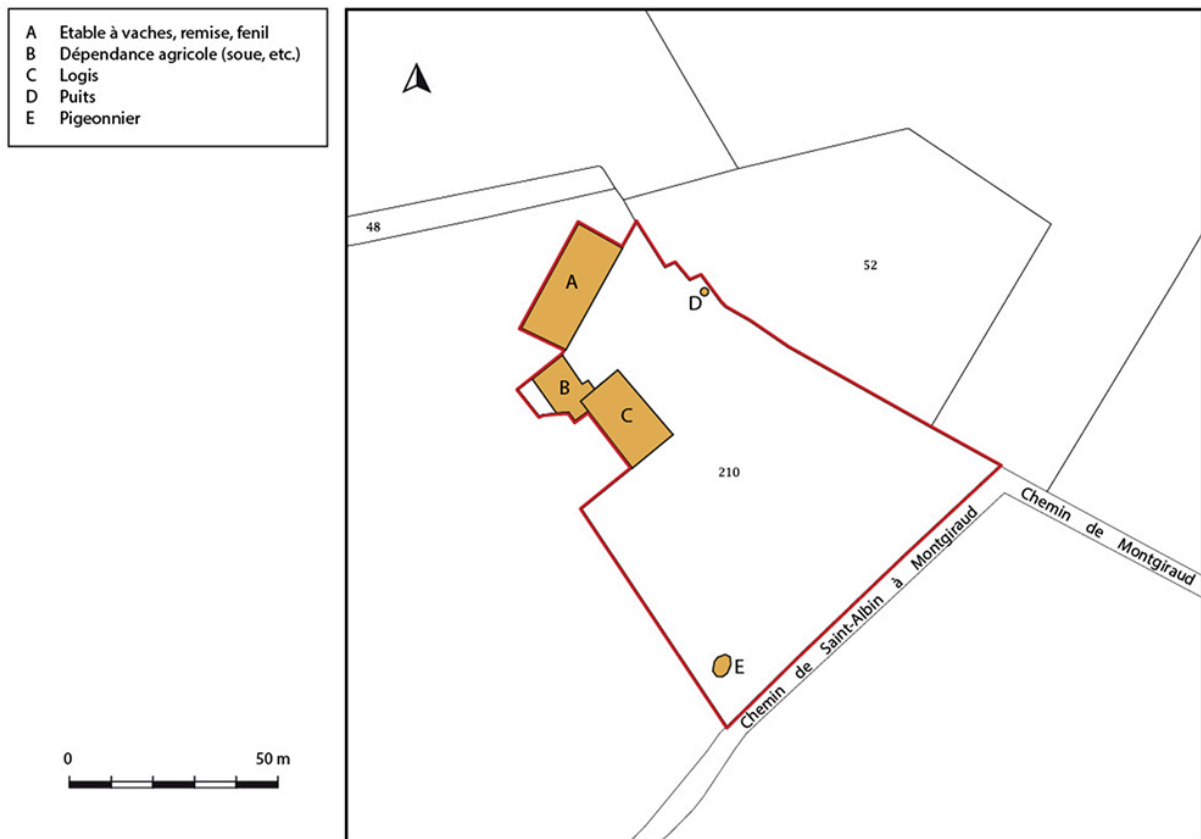 A Etable à vaches, remise, fenil
B Dépendance agricole (soue, etc.)
C Logis
D Puits
E Pigeonnier
48
52
A
D
B
C
210
Chemin de Montgiraud
Chemin de Saint-Albin à Montgiraud
E
0 50 m